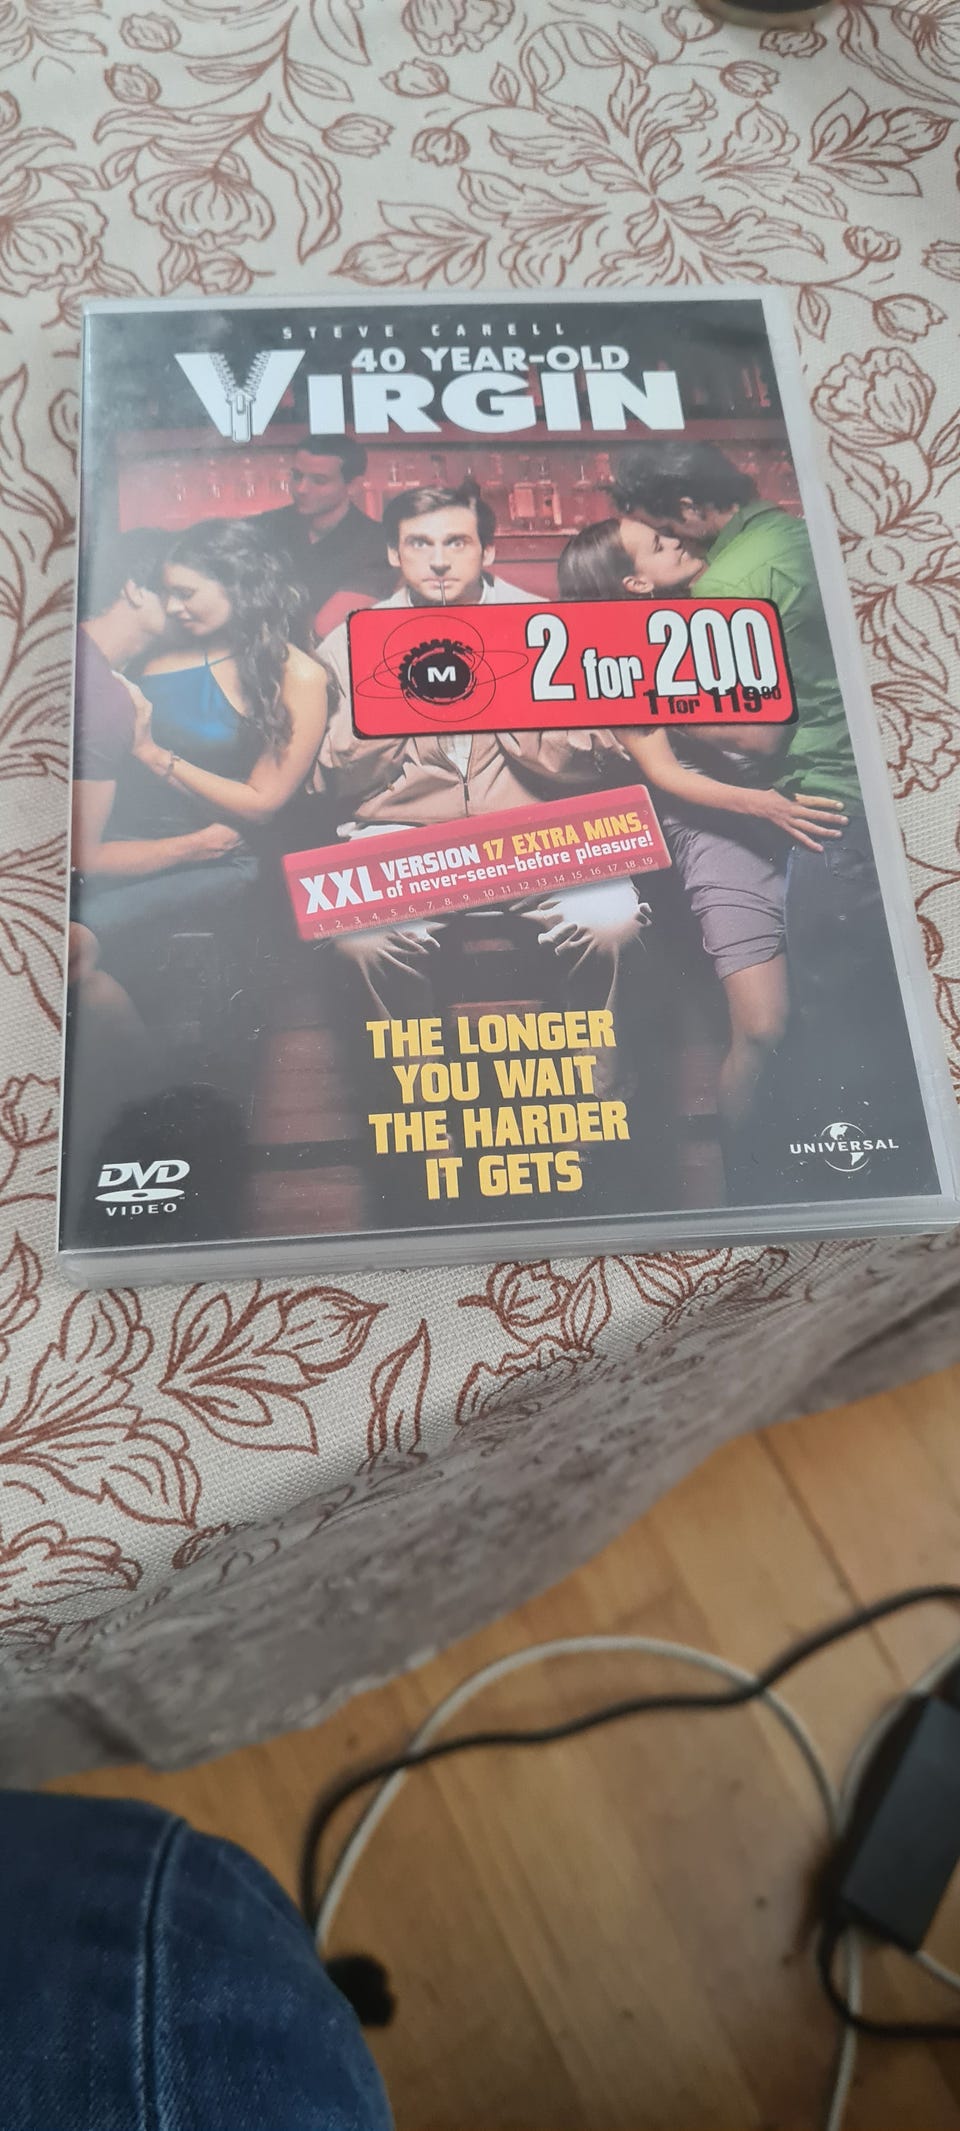 STEVE CARELL
40 YEAR-OLD
VIRGIN
M
2 for 200
1 for 119⁰⁰
XXL VERSION 17 EXTRA MINS.
of never-seen-before pleasure!
1 2 3 4 5 6 7 8 9 10 11 12 13 14 15 16 17 18 19
THE LONGER
YOU WAIT
THE HARDER
IT GETS
DVD
VIDEO
UNIVERSAL